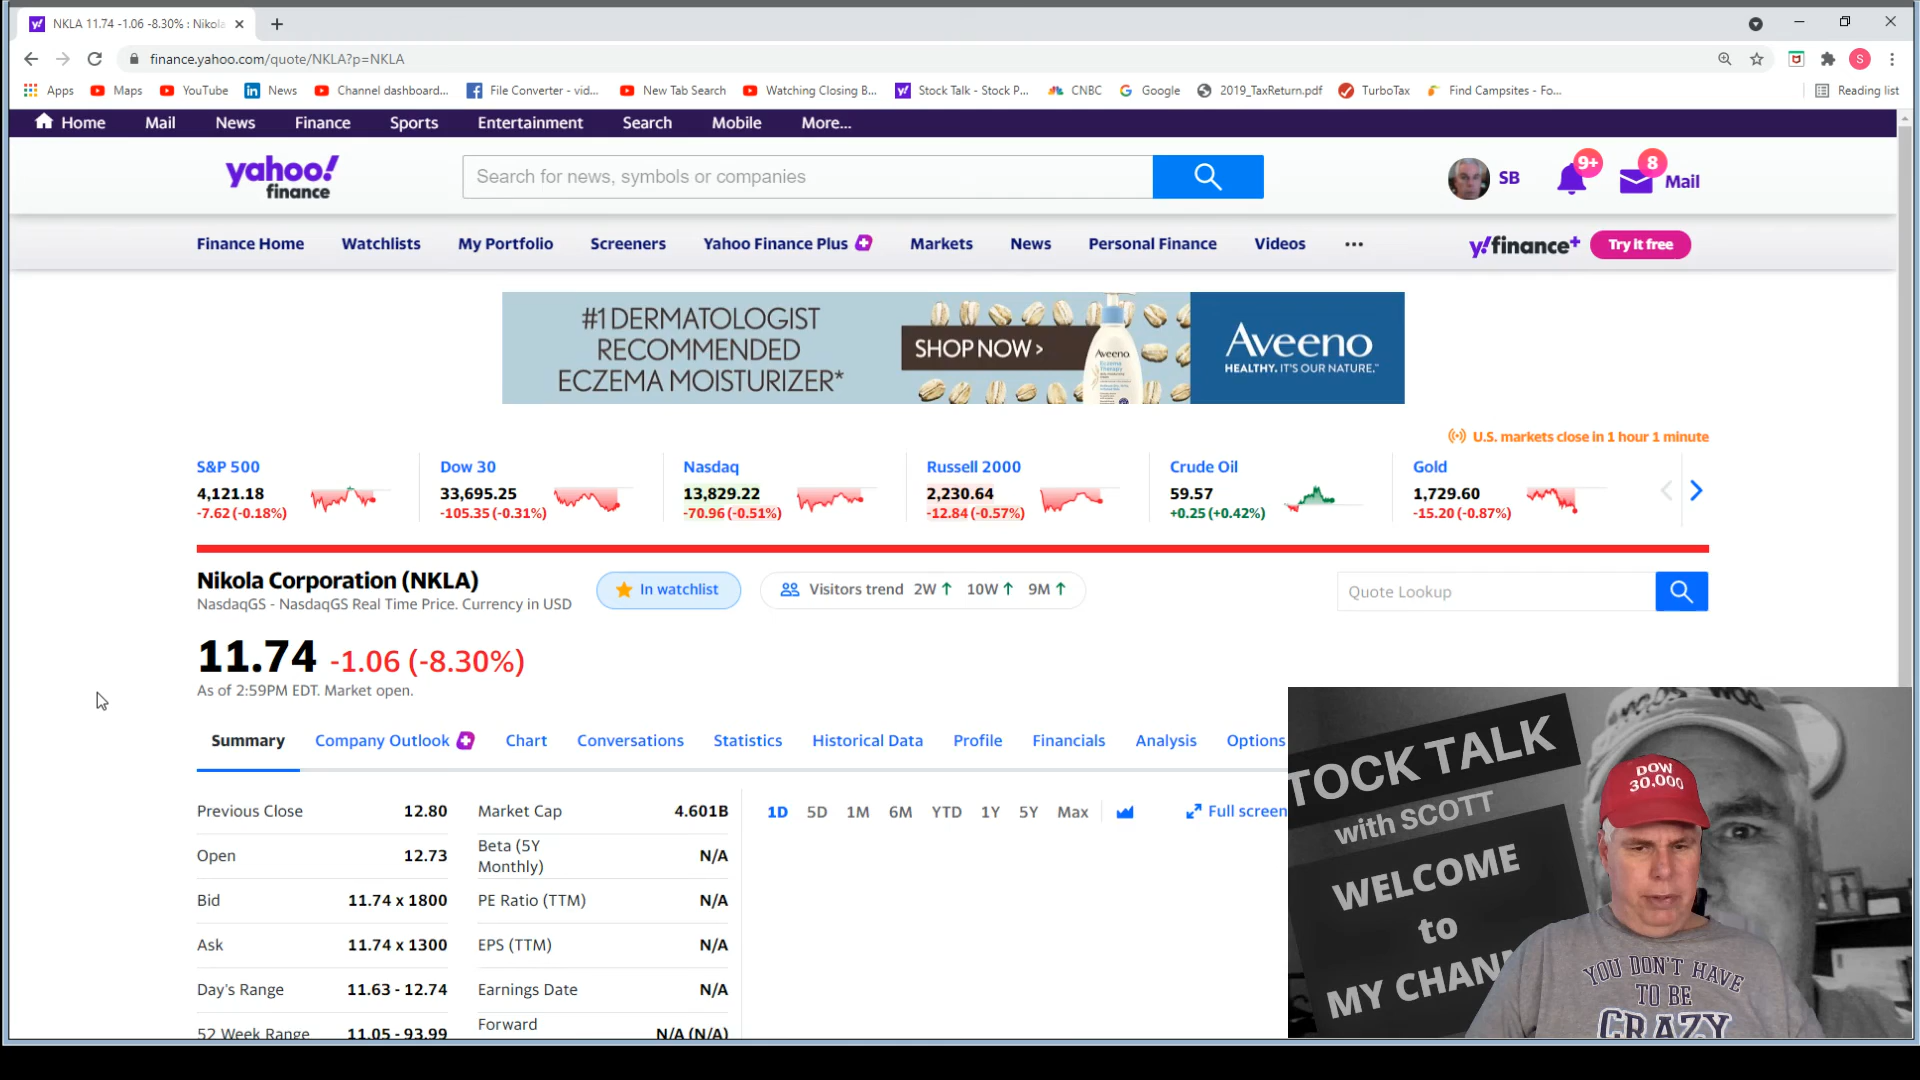 NKLA 11.74 -1.06 -8.30% : Nikola
finance.yahoo.com/quote/NKLA?p=NKLA
S
Apps Maps YouTube News Channel dashboard... File Converter - vid... New Tab Search Watching Closing B... Stock Talk - Stock P... CNBC Google 2019_TaxReturn.pdf TurboTax Find Campsites - Fo... Reading list
Home Mail News Finance Sports Entertainment Search Mobile More...
yahoo!
finance
Search for news, symbols or companies
SB 9+ 8 Mail
Finance Home Watchlists My Portfolio Screeners Yahoo Finance Plus Markets News Personal Finance Videos ... y!finance+ Try it free
#1 DERMATOLOGIST
RECOMMENDED
ECZEMA MOISTURIZER*
SHOP NOW >
Aveeno
Eczema
Therapy
Aveeno
HEALTHY. IT'S OUR NATURE.™
U.S. markets close in 1 hour 1 minute
S&P 500 Dow 30 Nasdaq Russell 2000 Crude Oil Gold
4,121.18 33,695.25 13,829.22 2,230.64 59.57 1,729.60
-7.62 (-0.18%) -105.35 (-0.31%) -70.96 (-0.51%) -12.84 (-0.57%) +0.25 (+0.42%) -15.20 (-0.87%)
Nikola Corporation (NKLA)
NasdaqGS - NasdaqGS Real Time Price. Currency in USD
In watchlist
Visitors trend 2W 10W 9M
Quote Lookup
11.74 -1.06 (-8.30%)
As of 2:59PM EDT. Market open.
Summary Company Outlook Chart Conversations Statistics Historical Data Profile Financials Analysis Options
Previous Close 12.80
Open 12.73
Bid 11.74 x 1800
Ask 11.74 x 1300
Day's Range 11.63 - 12.74
52 Week Range 11.05 - 93.99
Market Cap 4.601B
Beta (5Y
Monthly) N/A
PE Ratio (TTM) N/A
EPS (TTM) N/A
Earnings Date N/A
Forward
N/A (N/A)
1D 5D 1M 6M YTD 1Y 5Y Max Full screen
TOCK TALK
with SCOTT
WELCOME
to
MY CHAN
DOW
30,000
YOU DON'T HAVE
TO BE
CRAZY